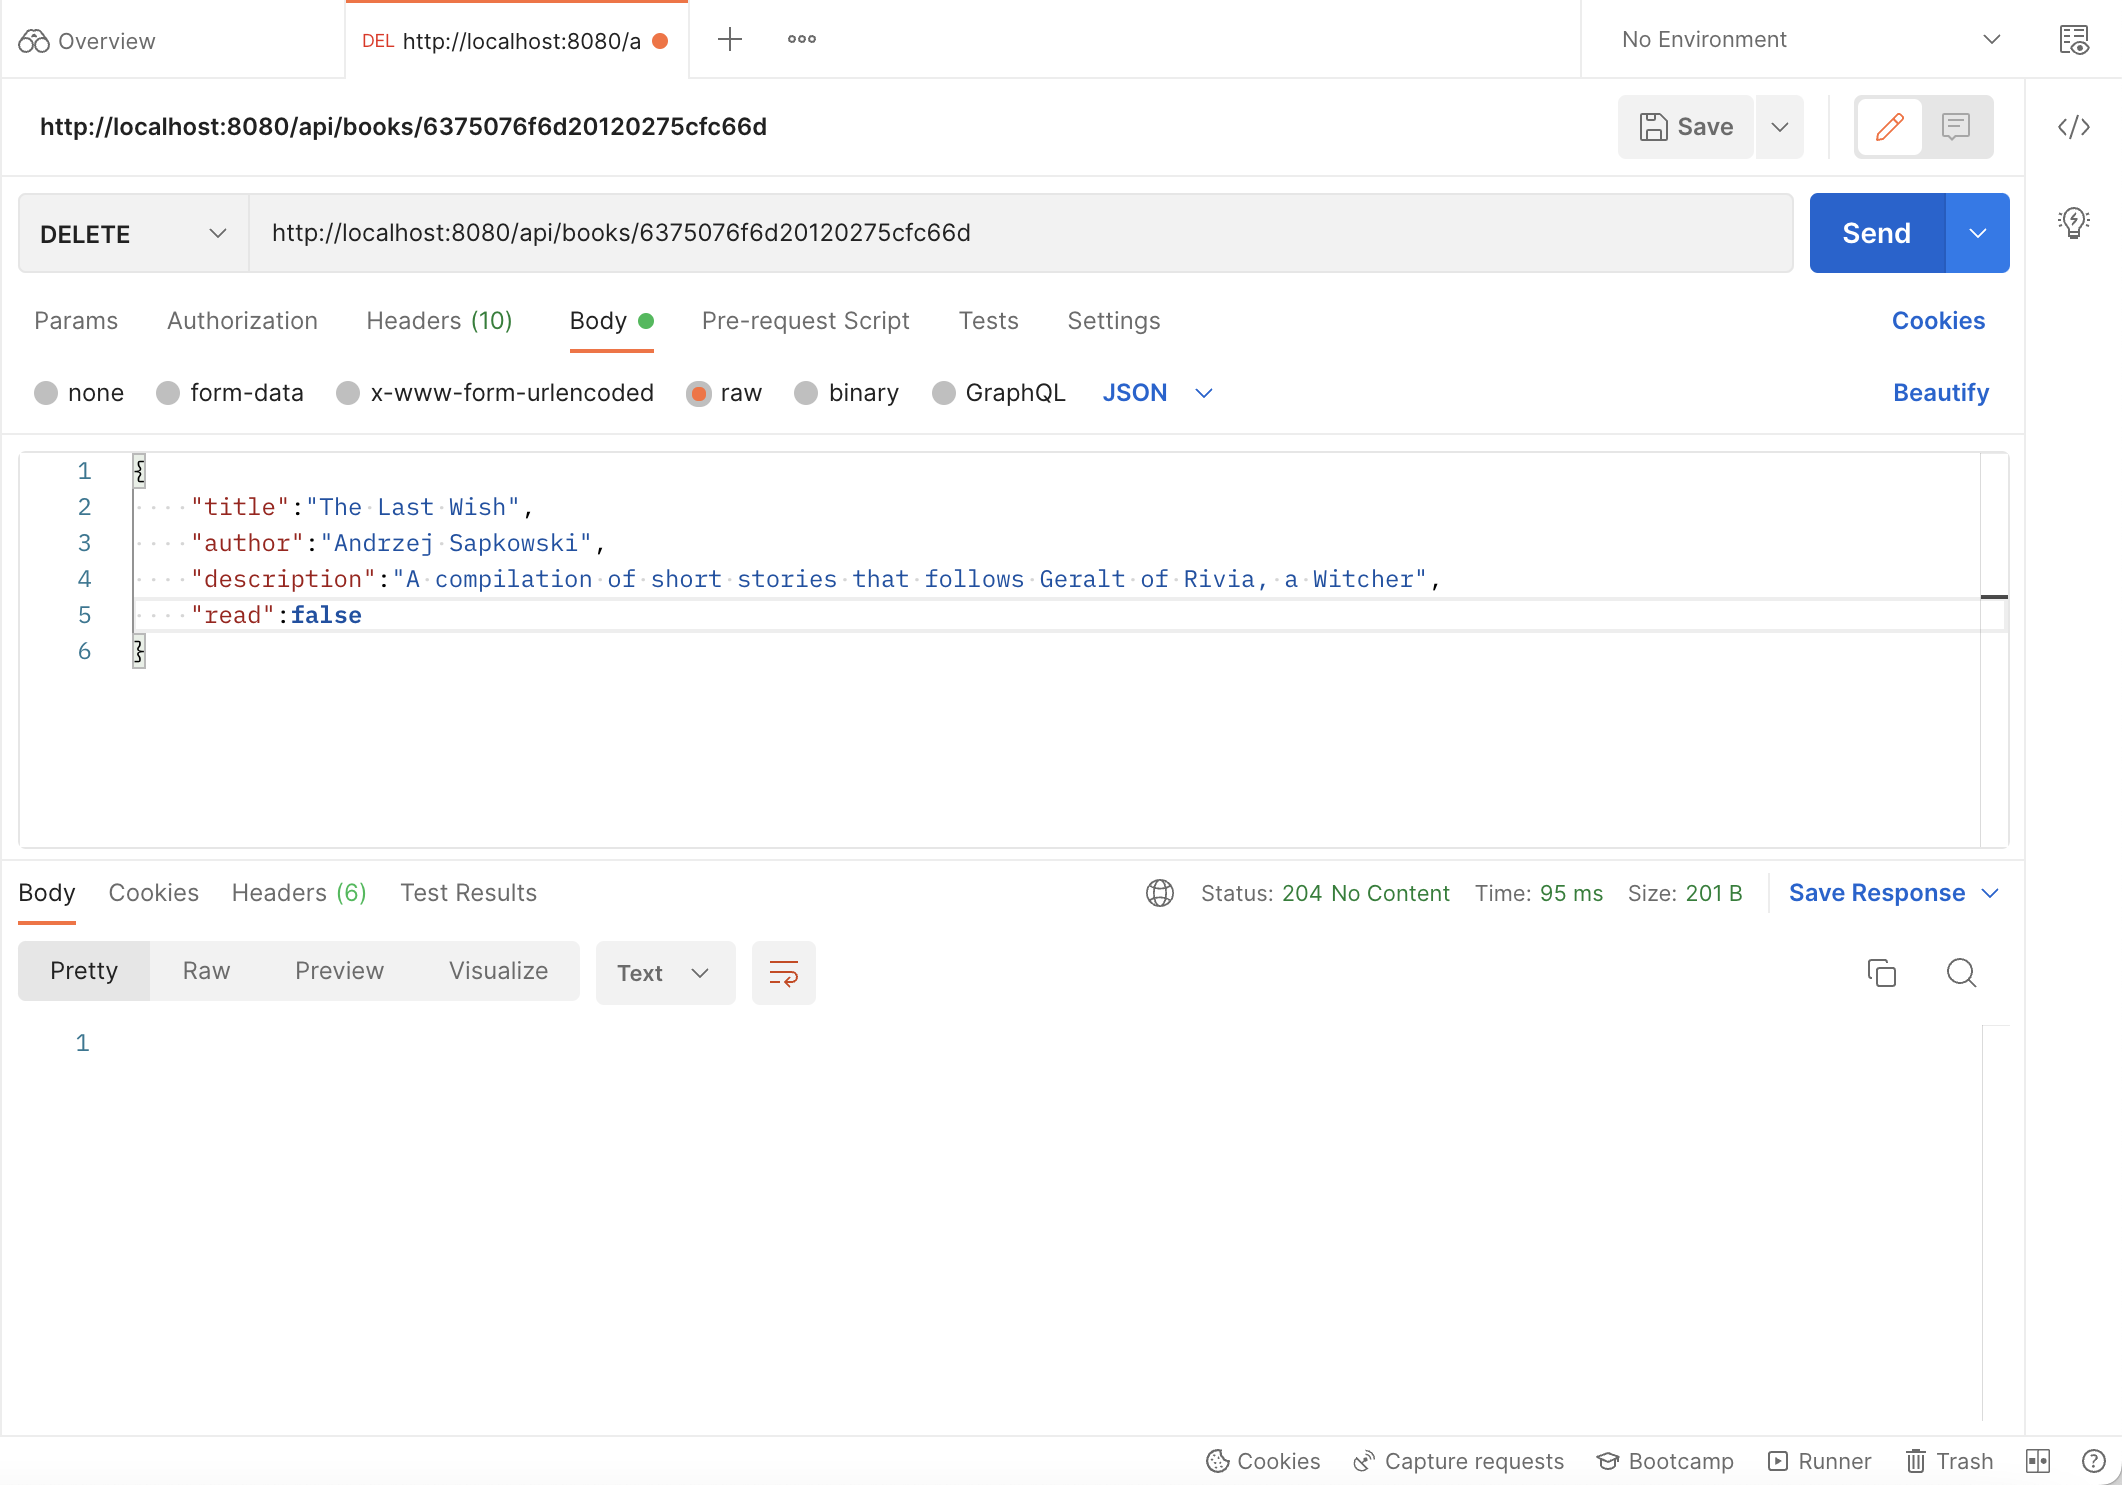 Overview
DEL http://localhost:8080/a
No Environment
http://localhost:8080/api/books/6375076f6d20120275cfc66d
Save
DELETE
http://localhost:8080/api/books/6375076f6d20120275cfc66d
Send
Params Authorization Headers (10) Body Pre-request Script Tests Settings Cookies
none form-data x-www-form-urlencoded raw binary GraphQL JSON Beautify
1 {
2 "title":"The Last Wish",
3 "author":"Andrzej Sapkowski",
4 "description":"A compilation of short stories that follows Geralt of Rivia, a Witcher",
5 "read":false
6 }
Body Cookies Headers (6) Test Results Status: 204 No Content Time: 95 ms Size: 201 B Save Response
Pretty Raw Preview Visualize Text
1
Cookies Capture requests Bootcamp Runner Trash